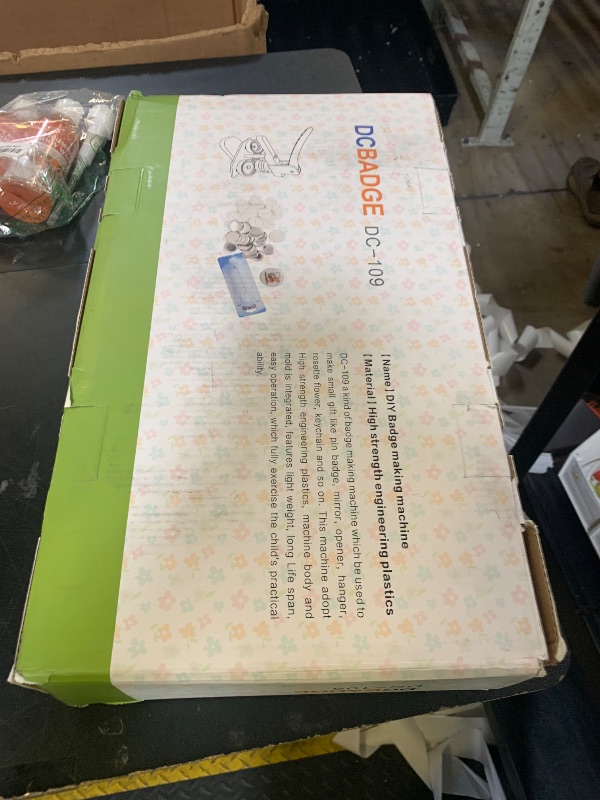 DCBADGE DC-109
[Name] DIY Badge making machine
[Material] High strength engineering plastics
DC-109 a kind of badge making machine which be used to
make small gift like pin badge, mirror, opener, hanger,
rosette flower, keychain and so on. This machine adopt
High strength engineering plastics, machine body and
mold is integrated, features light weight, long Life span,
easy operation, which fully exercise the child's practical
ability.